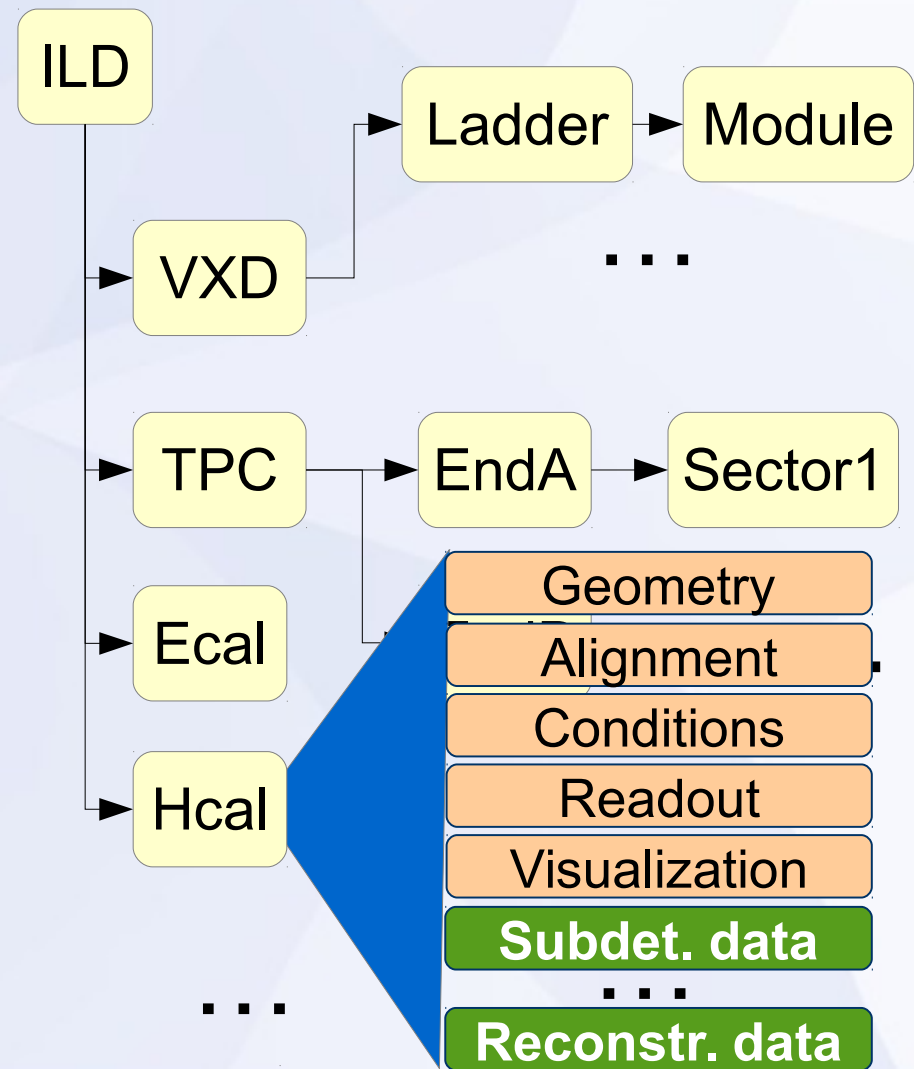 ILD
Ladder
Module
...
VXD
TPC
EndA
Sector1
Geometry
Ecal
Alignment
Conditions
Hcal
Readout
Visualization
Subdet. data
...
...
Reconstr. data